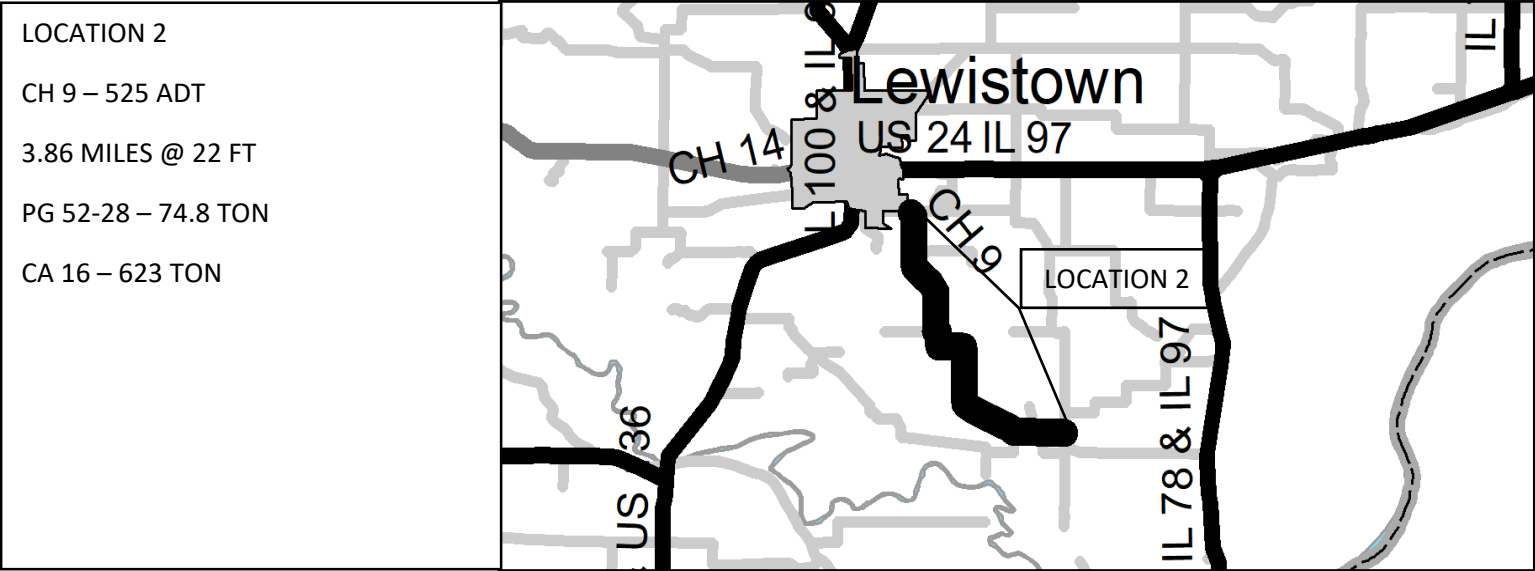 LOCATION 2
CH 9 – 525 ADT
3.86 MILES @ 22 FT
PG 52-28 – 74.8 TON
CA 16 – 623 TON
IL
Lewistown
US 24 IL 97
CH 14
100 & IL
CH 9
LOCATION 2
IL 78 & IL 97
36
US